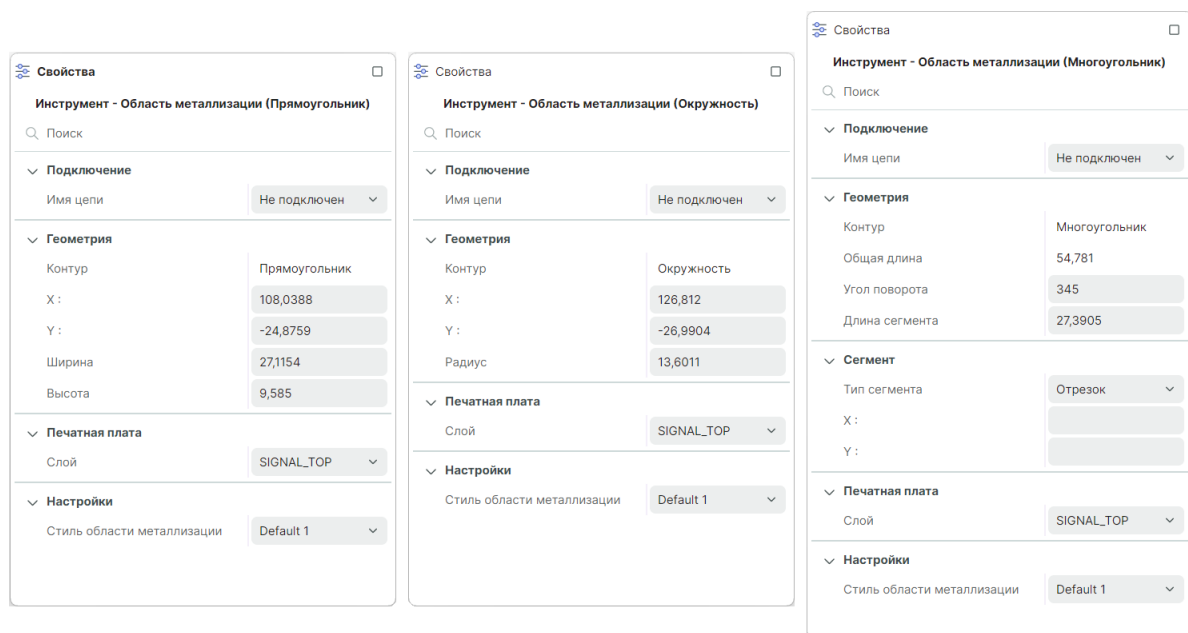 Свойства
Инструмент - Область металлизации (Прямоугольник)
Поиск
Подключение
Имя цепи Не подключен
Геометрия
Контур Прямоугольник
X : 108,0388
Y : -24,8759
Ширина 27,1154
Высота 9,585
Печатная плата
Слой SIGNAL_TOP
Настройки
Стиль области металлизации Default 1
Свойства
Инструмент - Область металлизации (Окружность)
Поиск
Подключение
Имя цепи Не подключен
Геометрия
Контур Окружность
X : 126,812
Y : -26,9904
Радиус 13,6011
Печатная плата
Слой SIGNAL_TOP
Настройки
Стиль области металлизации Default 1
Свойства
Инструмент - Область металлизации (Многоугольник)
Поиск
Подключение
Имя цепи Не подключен
Геометрия
Контур Многоугольник
Общая длина 54,781
Угол поворота 345
Длина сегмента 27,3905
Сегмент
Тип сегмента Отрезок
X :
Y :
Печатная плата
Слой SIGNAL_TOP
Настройки
Стиль области металлизации Default 1